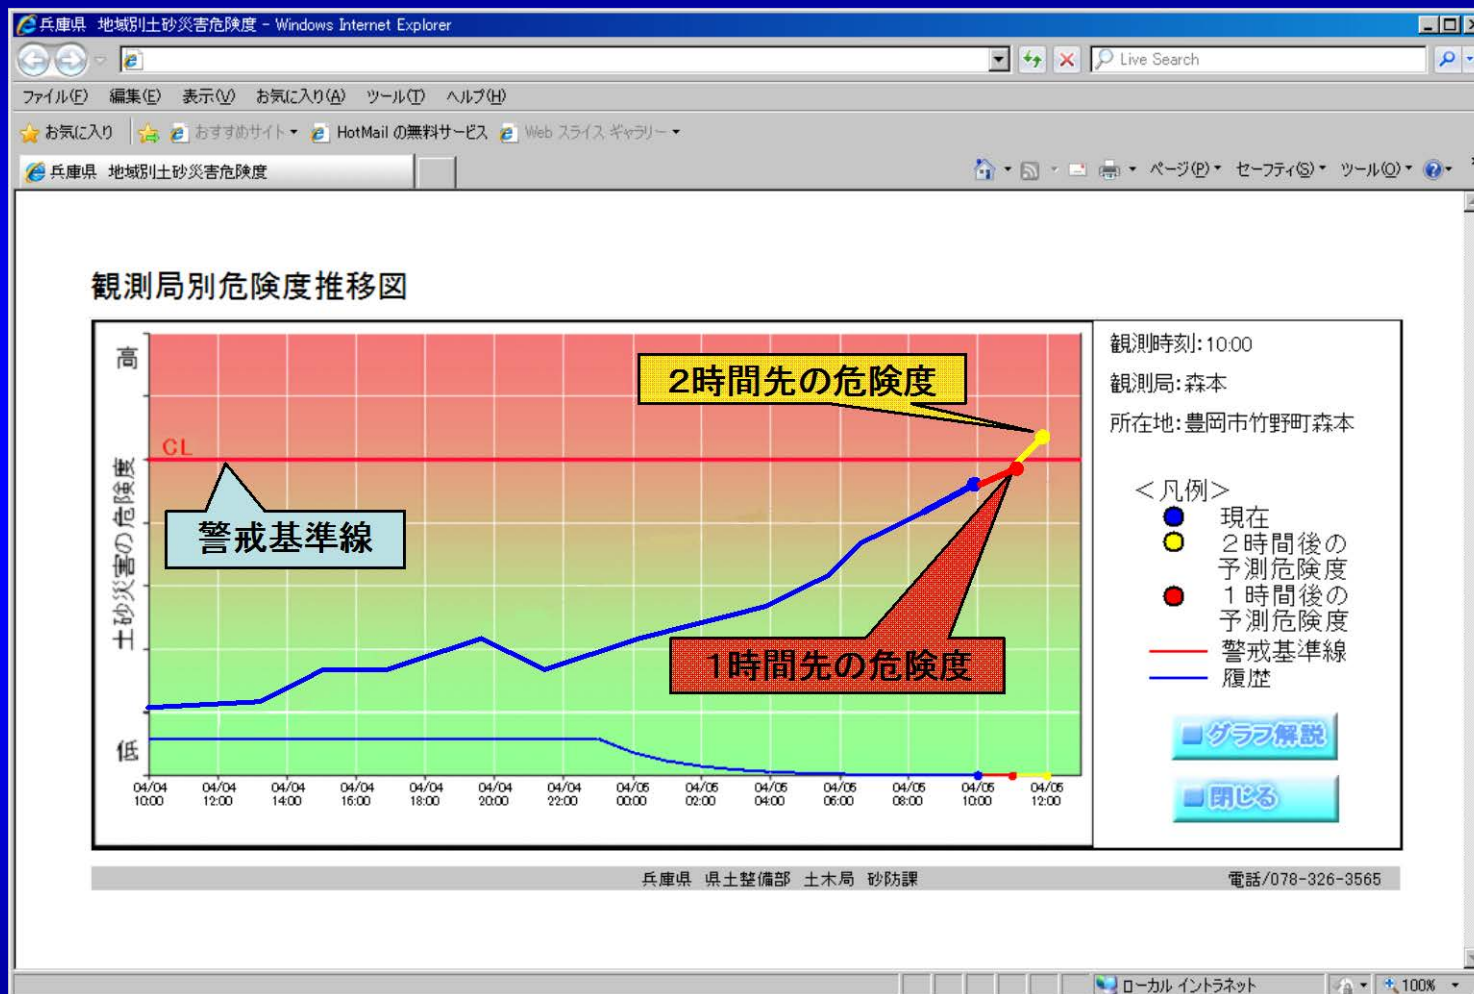 兵庫県 地域別土砂災害危険度 - Windows Internet Explorer
Live Search
ファイル(F) 編集(E) 表示(V) お気に入り(A) ツール(T) ヘルプ(H)
お気に入り おすすめサイト HotMail の無料サービス Web スライス ギャラリー
兵庫県 地域別土砂災害危険度 ページ(P) セーフティ(S) ツール(O)
観測局別危険度推移図
高
土砂災害の危険度
低
CL
警戒基準線
2時間先の危険度
1時間先の危険度
04/04 04/04 04/04 04/04 04/04 04/04 04/04 04/05 04/05 04/05 04/05 04/05 04/05 04/05
10:00 12:00 14:00 16:00 18:00 20:00 22:00 00:00 02:00 04:00 06:00 08:00 10:00 12:00
観測時刻:10:00
観測局:森本
所在地:豊岡市竹野町森本
<凡例>
現在
2時間後の
予測危険度
1時間後の
予測危険度
警戒基準線
履歴
グラフ解説
閉じる
兵庫県 県土整備部 土木局 砂防課 電話/078-326-3565
ローカル イントラネット 100%